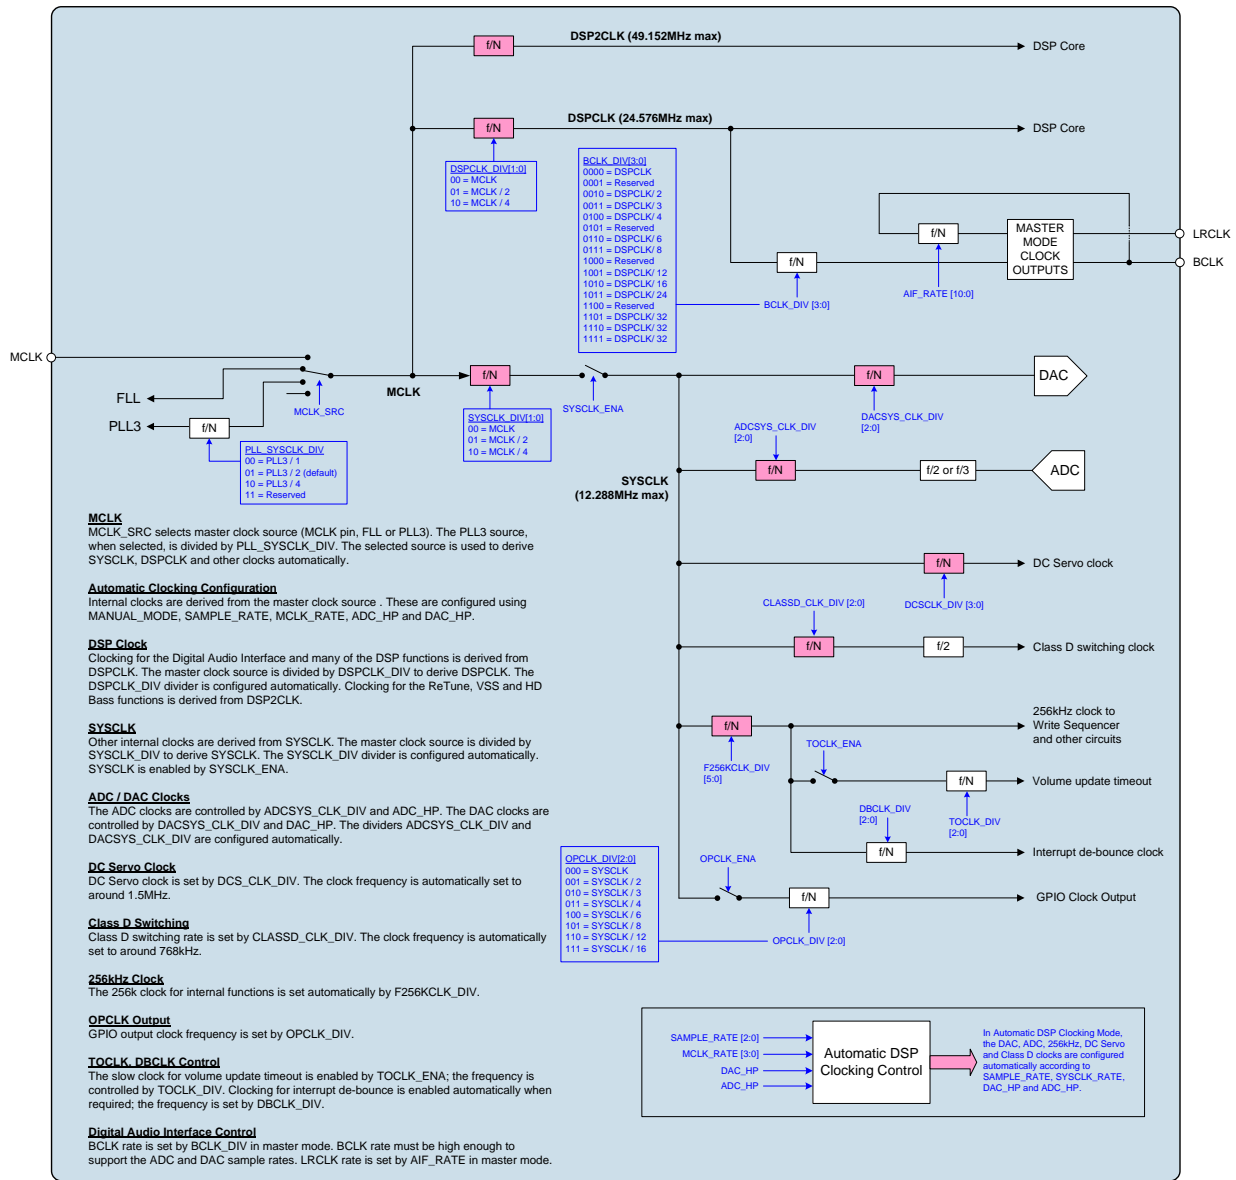 DSP2CLK (49.152MHz max)
f/N
DSP Core
DSPCLK (24.576MHz max)
f/N
DSP Core
DSPCLK_DIV[1:0]
00 = MCLK
01 = MCLK / 2
10 = MCLK / 4
BCLK_DIV[3:0]
0000 = DSPCLK
0001 = Reserved
0010 = DSPCLK/ 2
0011 = DSPCLK/ 3
0100 = DSPCLK/ 4
0101 = Reserved
0110 = DSPCLK/ 6
0111 = DSPCLK/ 8
1000 = Reserved
1001 = DSPCLK/ 12
1010 = DSPCLK/ 16
1011 = DSPCLK/ 24
1100 = Reserved
1101 = DSPCLK/ 32
1110 = DSPCLK/ 32
1111 = DSPCLK/ 32
f/N
BCLK_DIV [3:0]
f/N
AIF_RATE [10:0]
MASTER
MODE
CLOCK
OUTPUTS
LRCLK
BCLK
MCLK
FLL
PLL3
f/N
MCLK_SRC
PLL_SYSCLK_DIV
00 = PLL3 / 1
01 = PLL3 / 2 (default)
10 = PLL3 / 4
11 = Reserved
MCLK
f/N
SYSCLK_DIV[1:0]
00 = MCLK
01 = MCLK / 2
10 = MCLK / 4
SYSCLK_ENA
SYSCLK
(12.288MHz max)
f/N
DACSYS_CLK_DIV
[2:0]
DAC
ADCSYS_CLK_DIV
[2:0]
f/N
f/2 or f/3
ADC
f/N
DCSCLK_DIV [3:0]
DC Servo clock
CLASSD_CLK_DIV [2:0]
f/N
f/2
Class D switching clock
f/N
F256KCLK_DIV
[5:0]
256kHz clock to
Write Sequencer
and other circuits
TOCLK_ENA
f/N
TOCLK_DIV
[2:0]
Volume update timeout
DBCLK_DIV
[2:0]
f/N
Interrupt de-bounce clock
OPCLK_DIV[2:0]
000 = SYSCLK
001 = SYSCLK / 2
010 = SYSCLK / 3
011 = SYSCLK / 4
100 = SYSCLK / 6
101 = SYSCLK / 8
110 = SYSCLK / 12
111 = SYSCLK / 16
OPCLK_ENA
f/N
OPCLK_DIV [2:0]
GPIO Clock Output
MCLK
MCLK_SRC selects master clock source (MCLK pin, FLL or PLL3). The PLL3 source,
when selected, is divided by PLL_SYSCLK_DIV. The selected source is used to derive
SYSCLK, DSPCLK and other clocks automatically.
Automatic Clocking Configuration
Internal clocks are derived from the master clock source . These are configured using
MANUAL_MODE, SAMPLE_RATE, MCLK_RATE, ADC_HP and DAC_HP.
DSP Clock
Clocking for the Digital Audio Interface and many of the DSP functions is derived from
DSPCLK. The master clock source is divided by DSPCLK_DIV to derive DSPCLK. The
DSPCLK_DIV divider is configured automatically. Clocking for the ReTune, VSS and HD
Bass functions is derived from DSP2CLK.
SYSCLK
Other internal clocks are derived from SYSCLK. The master clock source is divided by
SYSCLK_DIV to derive SYSCLK. The SYSCLK_DIV divider is configured automatically.
SYSCLK is enabled by SYSCLK_ENA.
ADC / DAC Clocks
The ADC clocks are controlled by ADCSYS_CLK_DIV and ADC_HP. The DAC clocks are
controlled by DACSYS_CLK_DIV and DAC_HP. The dividers ADCSYS_CLK_DIV and
DACSYS_CLK_DIV are configured automatically.
DC Servo Clock
DC Servo clock is set by DCS_CLK_DIV. The clock frequency is automatically set to
around 1.5MHz.
Class D Switching
Class D switching rate is set by CLASSD_CLK_DIV. The clock frequency is automatically
set to around 768kHz.
256kHz Clock
The 256k clock for internal functions is set automatically by F256KCLK_DIV.
OPCLK Output
GPIO output clock frequency is set by OPCLK_DIV.
TOCLK, DBCLK Control
The slow clock for volume update timeout is enabled by TOCLK_ENA; the frequency is
controlled by TOCLK_DIV. Clocking for interrupt de-bounce is enabled automatically when
required; the frequency is set by DBCLK_DIV.
Digital Audio Interface Control
BCLK rate is set by BCLK_DIV in master mode. BCLK rate must be high enough to
support the ADC and DAC sample rates. LRCLK rate is set by AIF_RATE in master mode.
SAMPLE_RATE [2:0]
MCLK_RATE [3:0]
DAC_HP
ADC_HP
Automatic DSP
Clocking Control
In Automatic DSP Clocking Mode,
the DAC, ADC, 256kHz, DC Servo
and Class D clocks are configured
automatically according to
SAMPLE_RATE, SYSCLK_RATE,
DAC_HP and ADC_HP.